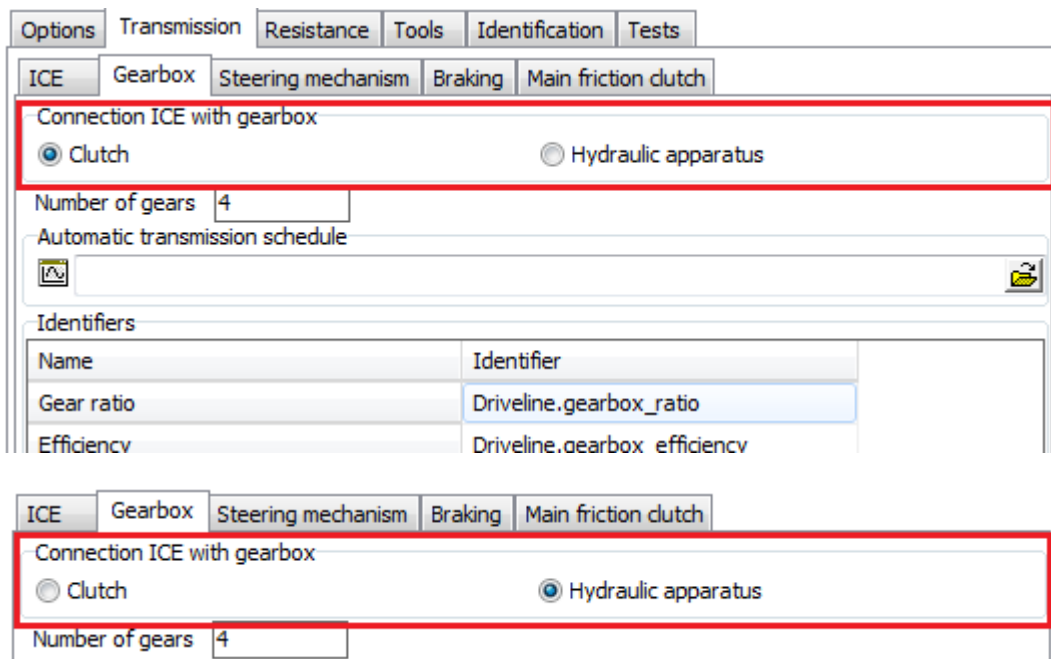 Options Transmission Resistance Tools Identification Tests
ICE Gearbox Steering mechanism Braking Main friction clutch
Connection ICE with gearbox
Clutch Hydraulic apparatus
Number of gears 4
Automatic transmission schedule
Identifiers
Name Identifier
Gear ratio Driveline.gearbox_ratio
Efficiency Driveline.gearbox_efficiency
ICE Gearbox Steering mechanism Braking Main friction clutch
Connection ICE with gearbox
Clutch Hydraulic apparatus
Number of gears 4